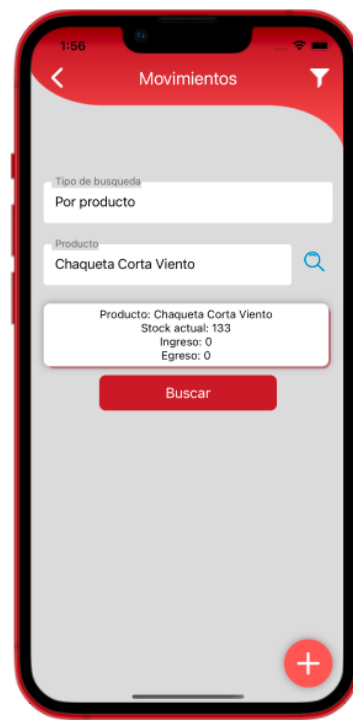 1:56
Movimientos
Tipo de busqueda
Por producto
Producto
Chaqueta Corta Viento
Producto: Chaqueta Corta Viento
Stock actual: 133
Ingreso: 0
Egreso: 0
Buscar